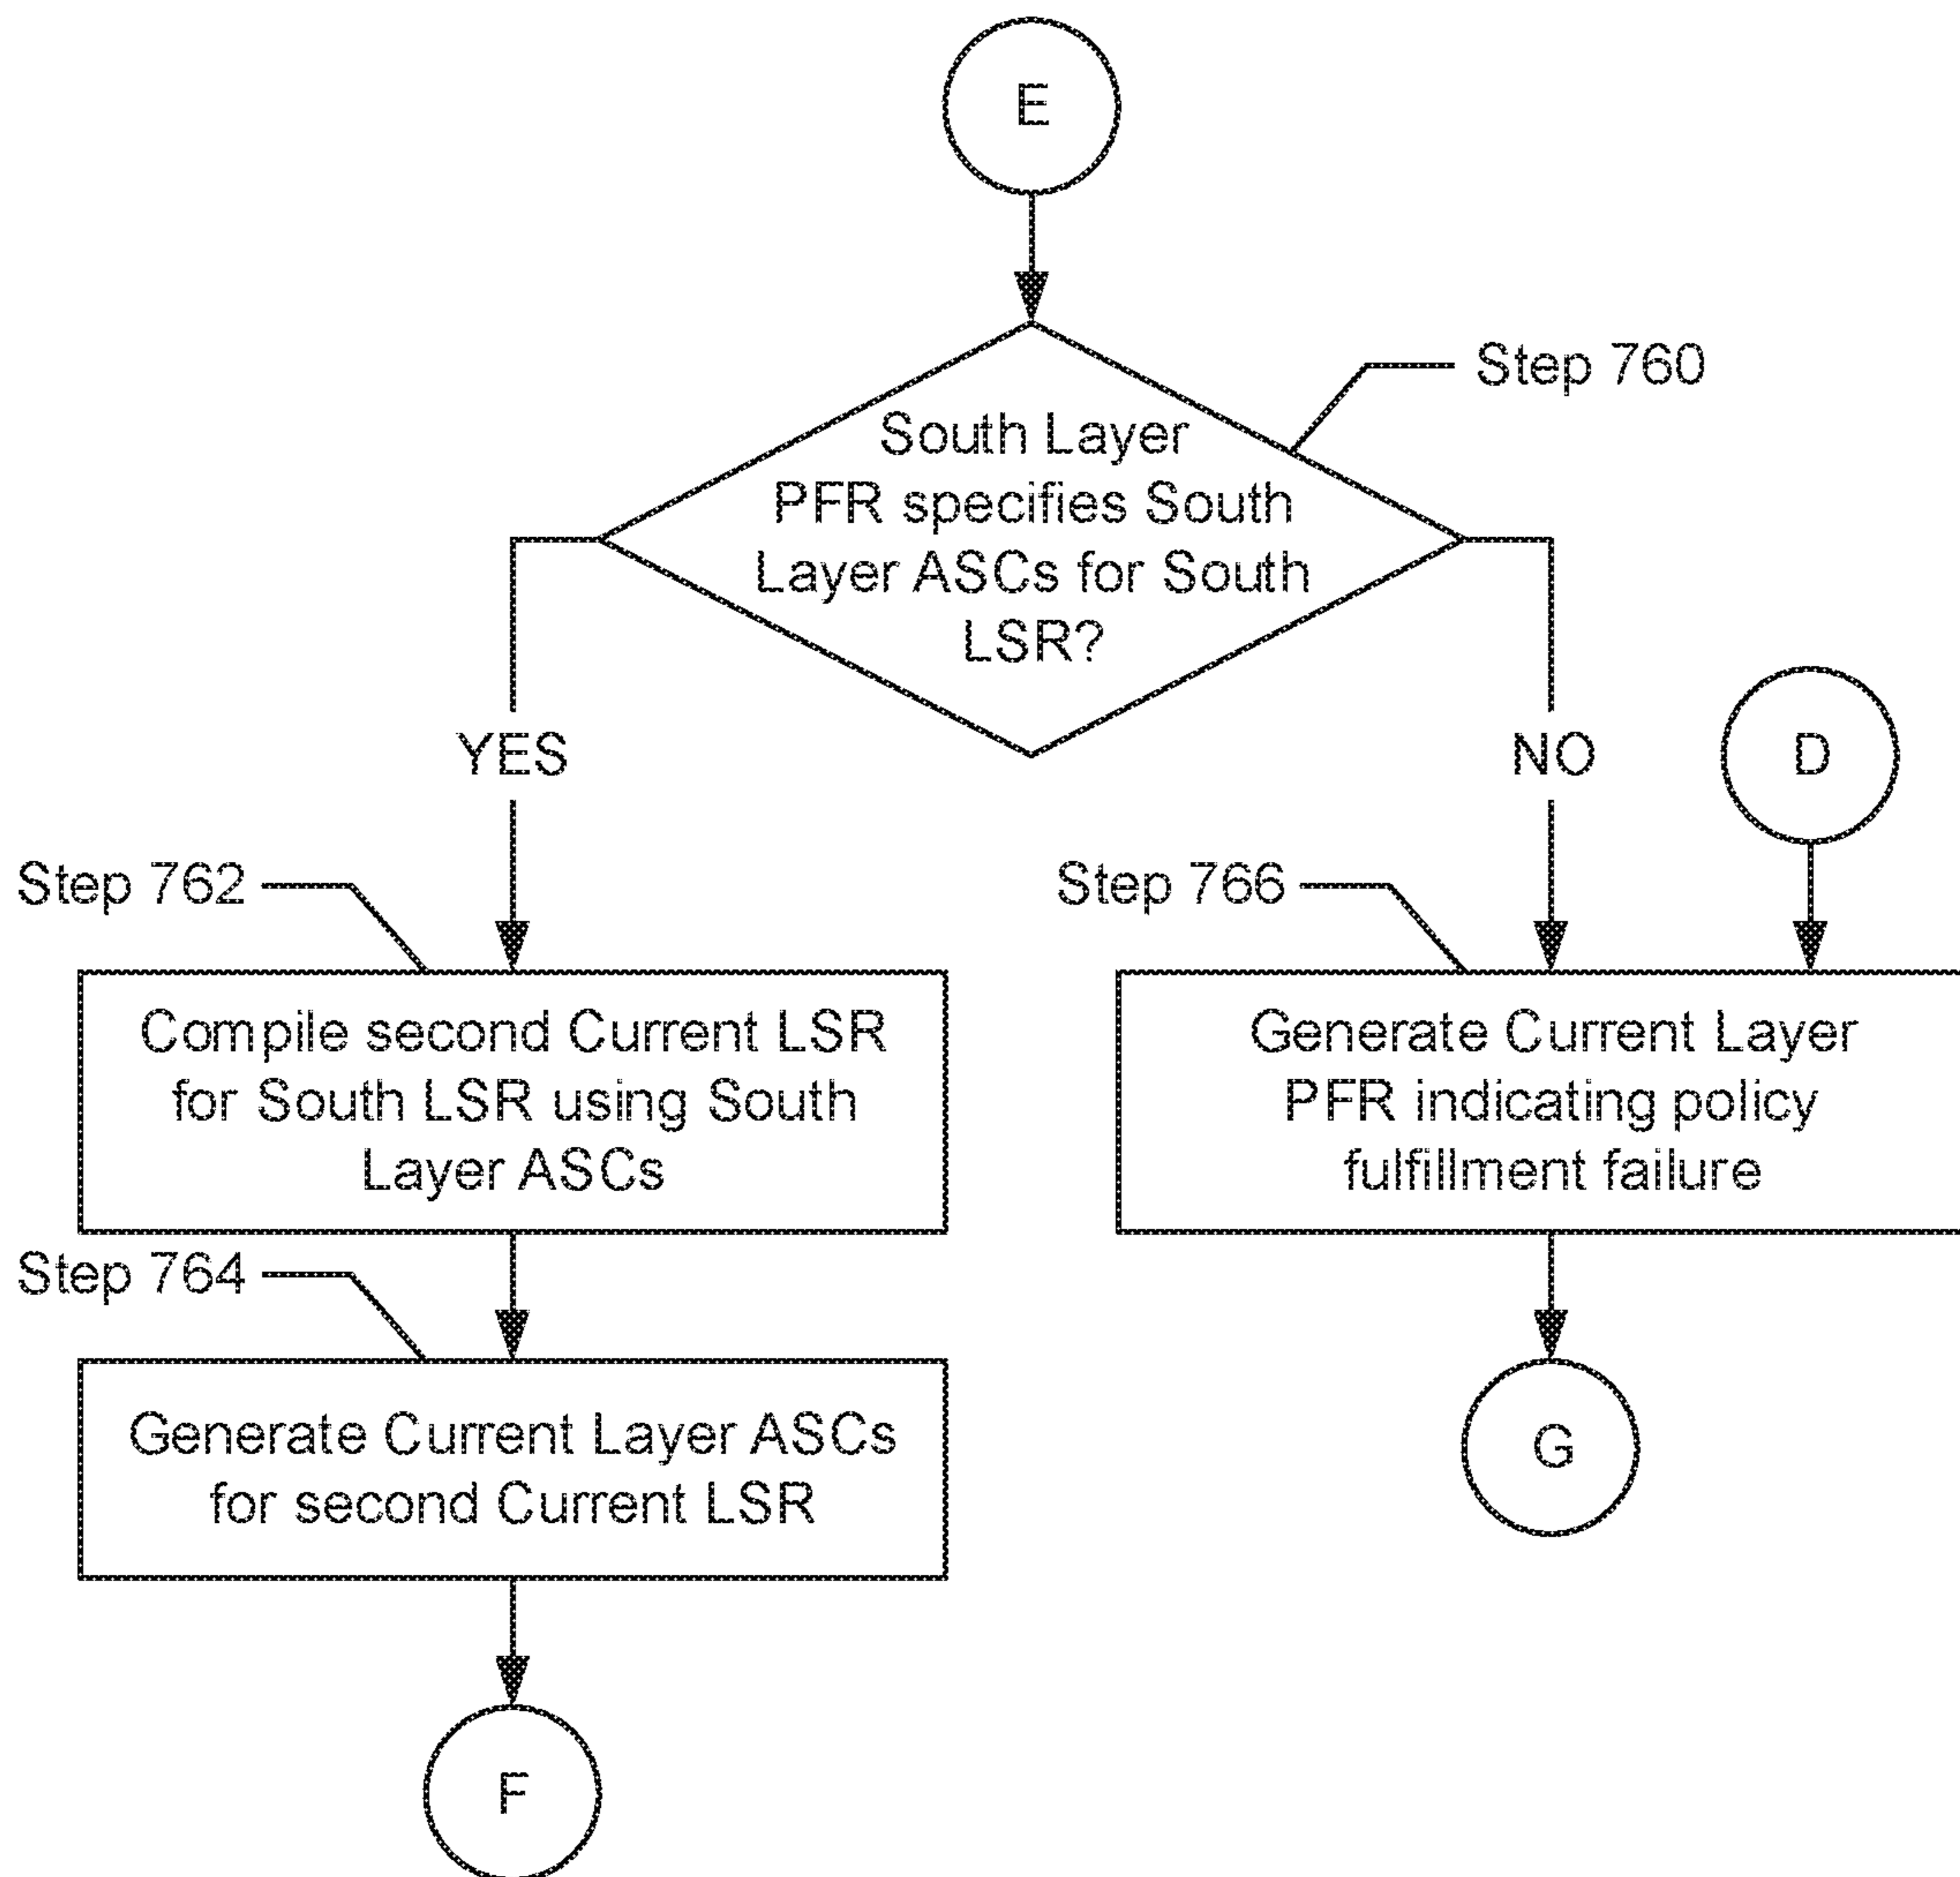 E
Step 760
South Layer
PFR specifies South
Layer ASCs for South
LSR?
YES
NO
D
Step 762
Step 766
Compile second Current LSR
for South LSR using South
Layer ASCs
Generate Current Layer
PFR indicating policy
fulfillment failure
Step 764
Generate Current Layer ASCs
for second Current LSR
G
F